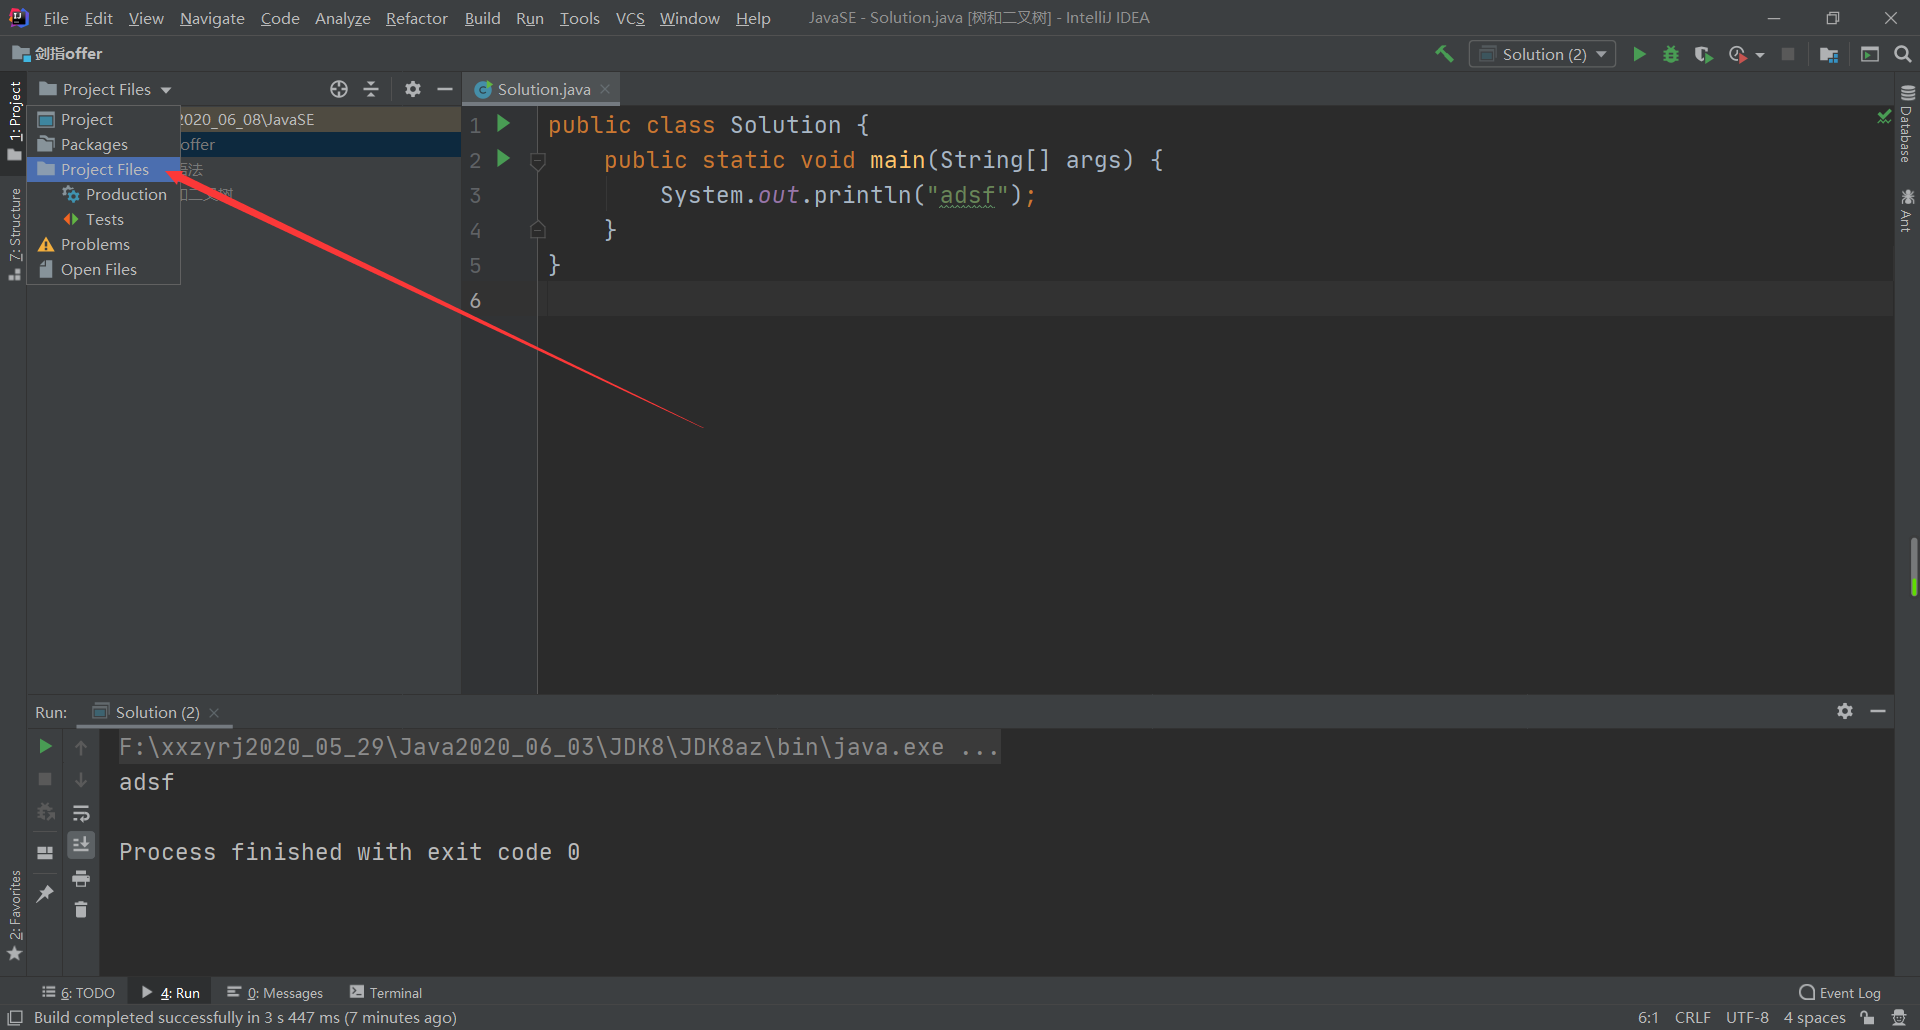 File Edit View Navigate Code Analyze Refactor Build Run Tools VCS Window Help JavaSE - Solution.java [树和二叉树] - IntelliJ IDEA
剑指offer
Solution (2)
1: Project
7: Structure
2: Favorites
Project Files
Project
Packages
Project Files
Production
Tests
Problems
Open Files
2020_06_08\JavaSE
offer
法
和二叉树
Solution.java
1 public class Solution {
2 public static void main(String[] args) {
3 System.out.println("adsf");
4 }
5 }
6
Database
Ant
Run: Solution (2)
F:\xxzyrj2020_05_29\Java2020_06_03\JDK8\JDK8az\bin\java.exe ...
adsf
Process finished with exit code 0
6: TODO 4: Run 0: Messages Terminal Event Log
Build completed successfully in 3 s 447 ms (7 minutes ago) 6:1 CRLF UTF-8 4 spaces